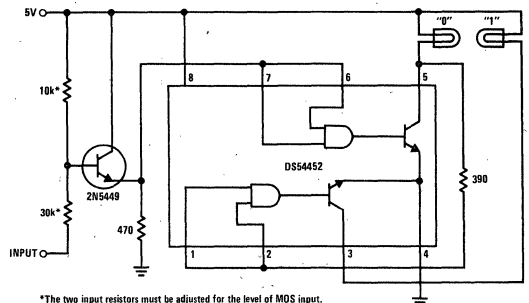 5V
"0" "1"
8 7 6 5
10k*
DS54452
2N5449
390
30k*
470
INPUT
1 2 3 4
*The two input resistors must be adjusted for the level of MOS input.